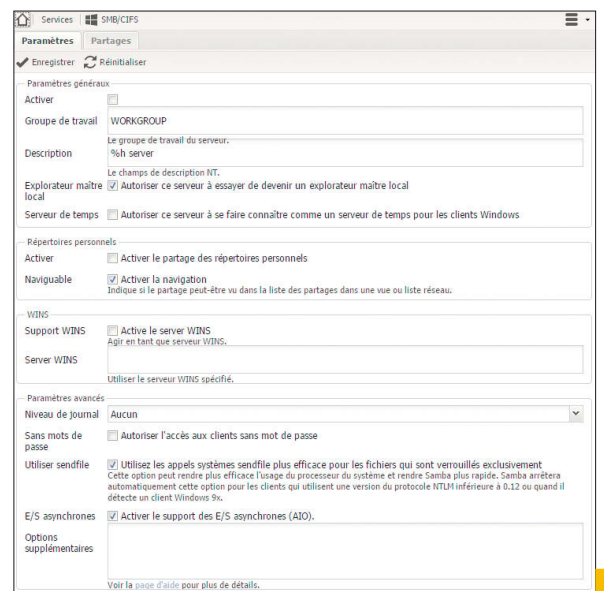 Services SMB/CIFS
Paramètres Partages
Enregistrer Réinitialiser
Paramètres généraux
Activer
Groupe de travail WORKGROUP
Le groupe de travail du serveur.
Description %h server
Le champs de description NT.
Explorateur maître local Autoriser ce serveur à essayer de devenir un explorateur maître local
Serveur de temps Autoriser ce serveur à se faire connaître comme un serveur de temps pour les clients Windows
Répertoires personnels
Activer Activer le partage des répertoires personnels
Naviguable Activer la navigation
Indique si le partage peut-être vu dans la liste des partages dans une vue ou liste réseau.
WINS
Support WINS Active le server WINS
Agir en tant que serveur WINS.
Server WINS
Utiliser le serveur WINS spécifié.
Paramètres avancés
Niveau de journal Aucun
Sans mots de passe Autoriser l'accès aux clients sans mot de passe
Utiliser sendfile Utilisez les appels systèmes sendfile plus efficace pour les fichiers qui sont verrouillés exclusivement
Cette option peut rendre plus efficace l'usage du processeur du système et rendre Samba plus rapide. Samba arrêtera
automatiquement cette option pour les clients qui utilisent une version du protocole NTLM inférieure à 0.12 ou quand il
détecte un client Windows 9x.
E/S asynchrones Activer le support des E/S asynchrones (AIO).
Options
supplémentaires
Voir la page d'aide pour plus de détails.